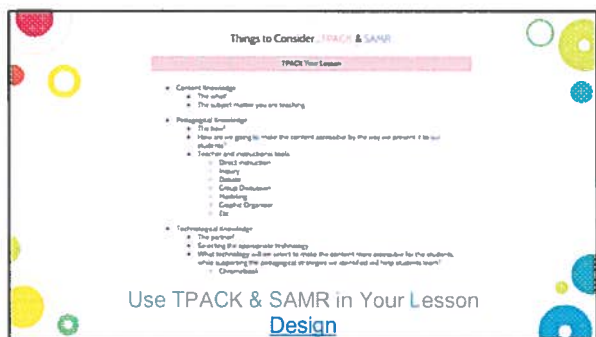 Things to Consider: TPACK & SAMR
TPACK Your Lesson
Content Knowledge
The what!
The subject matter you are teaching
Pedagogical Knowledge
The how!
How are we going to make the content accessible by the way we present it to our
students?
Teacher and instructional tools
Direct instruction
Inquiry
Debate
Group Discussion
Modeling
Graphic Organizer
Etc
Technological Knowledge
The partner!
Selecting the appropriate technology
What technology will we select to make the content more accessible for the students,
while supporting the pedagogical strategies we identified will help students learn?
Chromebook
Use TPACK & SAMR in Your Lesson
Design